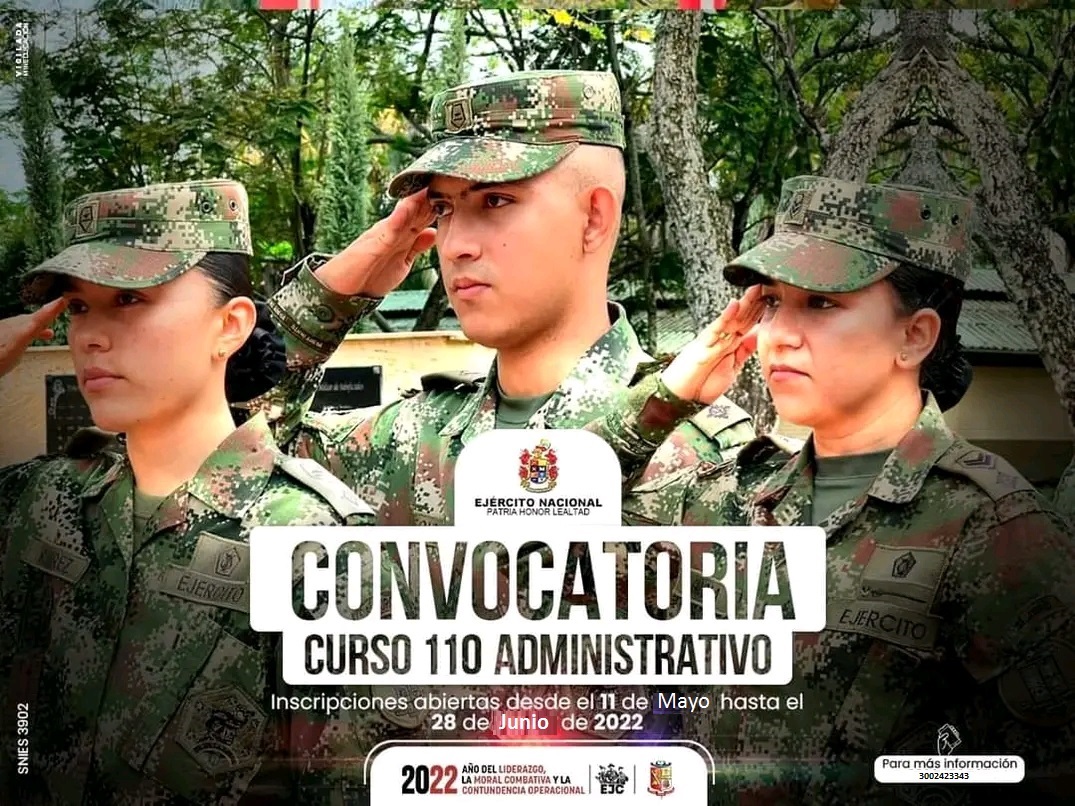 VIGILADA
MINEDUCACIÓN
EJÉRCITO NACIONAL
PATRIA HONOR LEALTAD
EJERCITO
EJERCITO
CONVOCATORIA
CURSO 110 ADMINISTRATIVO
Inscripciones abiertas desde el 11 de Mayo hasta el
28 de Junio de 2022
SNIES 3902
2022 AÑO DEL LIDERAZGO,
LA MORAL COMBATIVA Y LA
CONTUNDENCIA OPERACIONAL
EJC
Para más información
3002423343